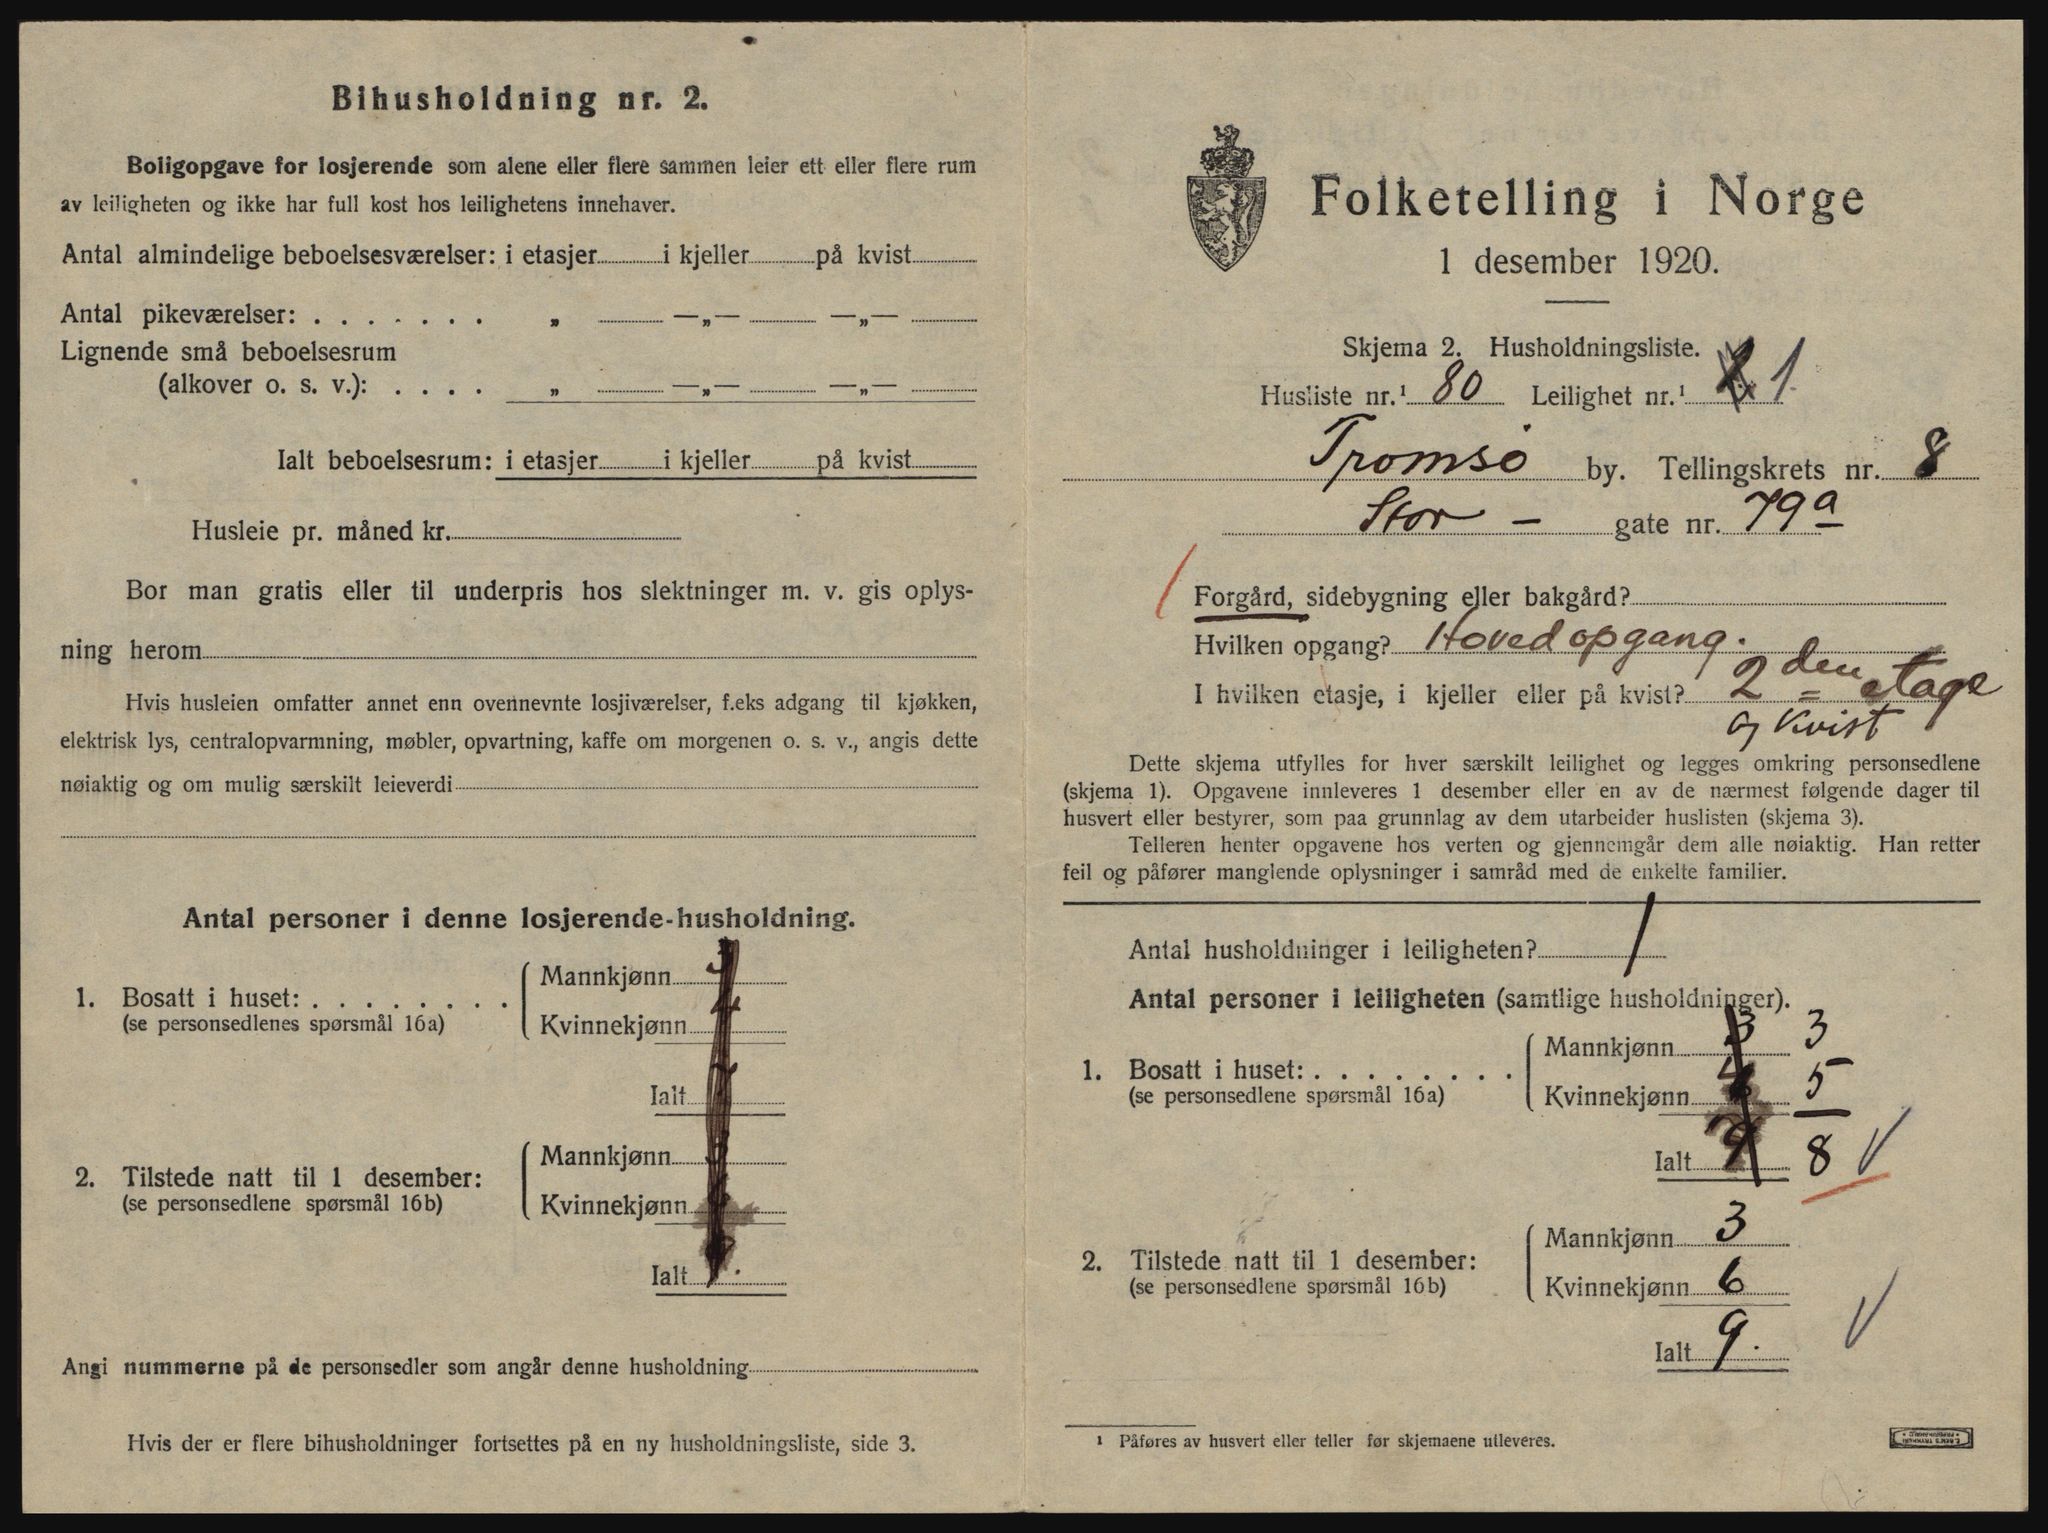 Bihusholdning nr. 2.
Boligopgave for losjerende som alene eller flere sammen leier ett eller flere rum
av leiligheten og ikke har full kost hos leilighetens innehaver.
Antal almindelige beboelsesværelser: i etasjer i kjeller på kvist
Antal pikeværelser: . . . . . . . „ —„— —„—
Lignende små beboelsesrum
(alkover o. s. v.): . . . . „ —„— —„—
Ialt beboelsesrum: i etasjer i kjeller på kvist
Husleie pr. måned kr.
Bor man gratis eller til underpris hos slektninger m. v. gis oplys-
ning herom
Hvis husleien omfatter annet enn ovennevnte losjiværelser, f.eks adgang til kjøkken,
elektrisk lys, centralopvarmning, møbler, opvartning, kaffe om morgenen o. s. v., angis dette
nøiaktig og om mulig særskilt leieverdi
Antal personer i denne losjerende-husholdning.
Mannkjønn
1. Bosatt i huset: . . . . . . . .
(se personsedlenes spørsmål 16a)
Kvinnekjønn
Ialt
Mannkjønn
2. Tilstede natt til 1 desember:
(se personsedlene spørsmål 16b)
Kvinnekjønn
Ialt
Angi nummerne på de personsedler som angår denne husholdning
Hvis der er flere bihusholdninger fortsettes på en ny husholdningsliste, side 3.
Folketelling i Norge
1 desember 1920.
Skjema 2. Husholdningsliste.
Husliste nr.¹ 80 Leilighet nr.¹ 1
Tromsø by. Tellingskrets nr. 8
Stor – gate nr. 79a
Forgård, sidebygning eller bakgård?
Hvilken opgang? Hovedopgang.
I hvilken etasje, i kjeller eller på kvist? 2 den etage
og kvist
Dette skjema utfylles for hver særskilt leilighet og legges omkring personsedlene
(skjema 1). Opgavene innleveres 1 desember eller en av de nærmest følgende dager til
husvert eller bestyrer, som paa grunnlag av dem utarbeider huslisten (skjema 3).
Telleren henter opgavene hos verten og gjennemgår dem alle nøiaktig. Han retter
feil og påfører manglende oplysninger i samråd med de enkelte familier.
Antal husholdninger i leiligheten? 1
Antal personer i leiligheten (samtlige husholdninger).
Mannkjønn 3 3
1. Bosatt i huset: . . . . . . . .
(se personsedlene spørsmål 16a)
Kvinnekjønn 5
Ialt 8
Mannkjønn 3
2. Tilstede natt til 1 desember:
(se personsedlene spørsmål 16b)
Kvinnekjønn 6
Ialt 9.
¹ Påføres av husvert eller teller før skjemaene utleveres.